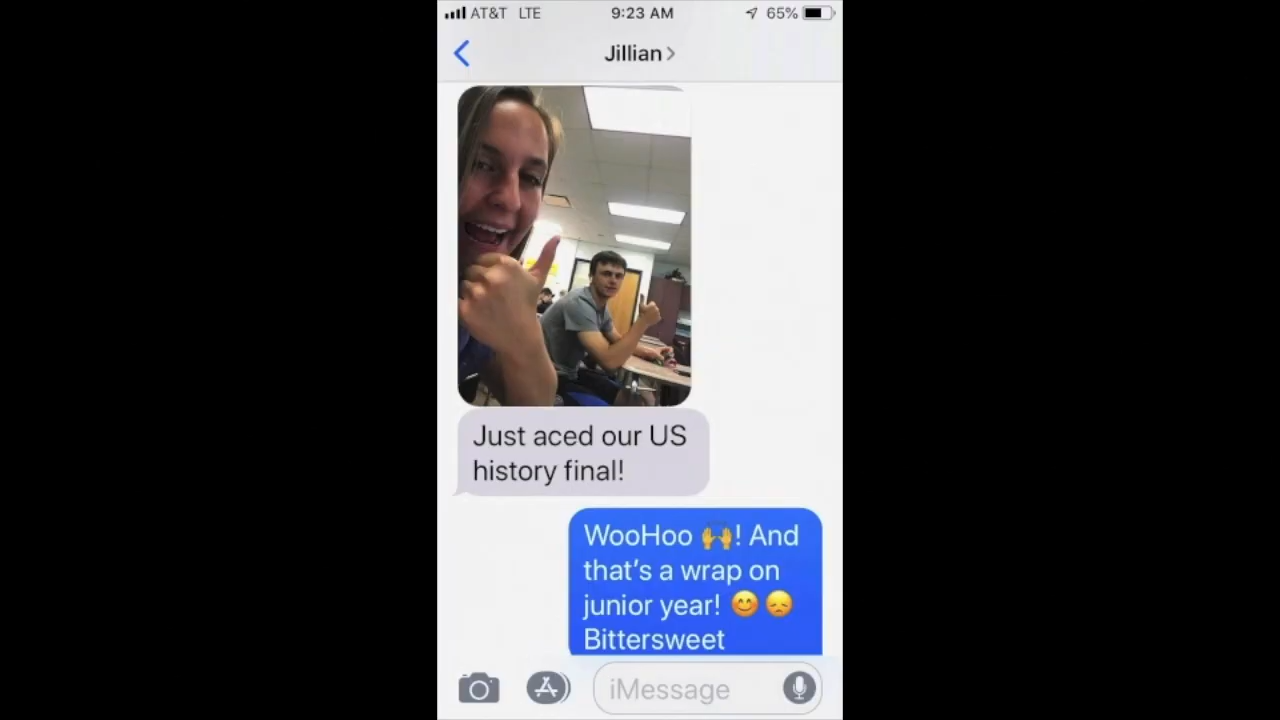 AT&T LTE 9:23 AM 65%
Jillian
Just aced our US
history final!
WooHoo 🙌! And
that’s a wrap on
junior year! 😊 😞
Bittersweet
iMessage